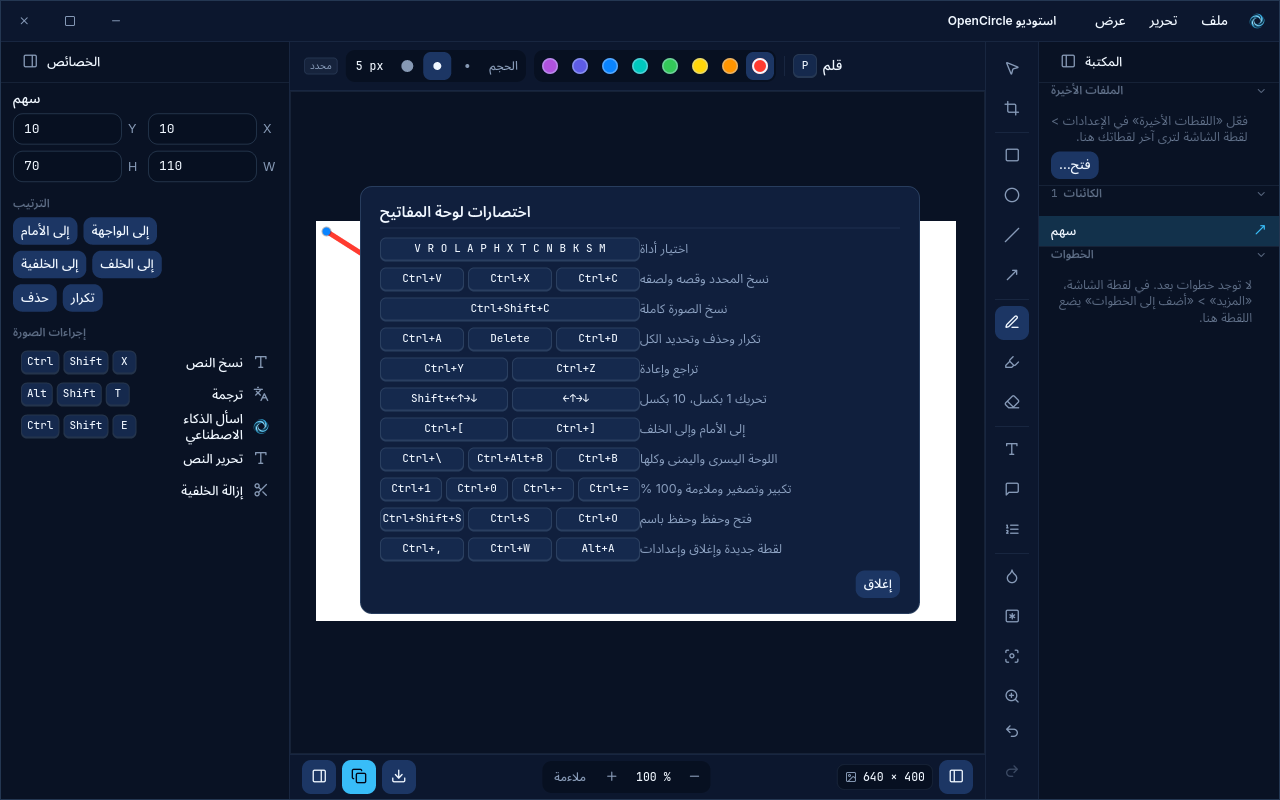 ملف تحرير عرض استوديو OpenCircle
المكتبة
الملفات الأخيرة
فعّل «اللقطات الأخيرة» في الإعدادات >
لقطة الشاشة لترى آخر لقطاتك هنا.
فتح...
الكائنات 1
سهم
الخطوات
لا توجد خطوات بعد. في لقطة الشاشة،
«المزيد» > «أضف إلى الخطوات» يضع
اللقطة هنا.
قلم P
الحجم 5 px محدد
اختصارات لوحة المفاتيح
اختيار أداة V R O L A P H X T C N B K S M
نسخ المحدد وقصه ولصقه Ctrl+C Ctrl+X Ctrl+V
نسخ الصورة كاملة Ctrl+Shift+C
تكرار وحذف وتحديد الكل Ctrl+D Delete Ctrl+A
تراجع وإعادة Ctrl+Z Ctrl+Y
تحريك 1 بكسل، 10 بكسل ←↑→↓ Shift+←↑→↓
إلى الأمام وإلى الخلف Ctrl+] Ctrl+[
اللوحة اليسرى واليمنى وكلها Ctrl+B Ctrl+Alt+B Ctrl+\
تكبير وتصغير وملاءمة و100 % Ctrl+= Ctrl+- Ctrl+0 Ctrl+1
فتح وحفظ وحفظ باسم Ctrl+O Ctrl+S Ctrl+Shift+S
لقطة جديدة وإغلاق وإعدادات Alt+A Ctrl+W Ctrl+,
إغلاق
640 × 400
100 %
ملاءمة
الخصائص
سهم
X 10 Y 10
W 110 H 70
الترتيب
إلى الواجهة إلى الأمام
إلى الخلف إلى الخلفية
تكرار حذف
إجراءات الصورة
نسخ النص Ctrl Shift X
ترجمة Alt Shift T
اسأل الذكاء
الاصطناعي Ctrl Shift E
تحرير النص
إزالة الخلفية